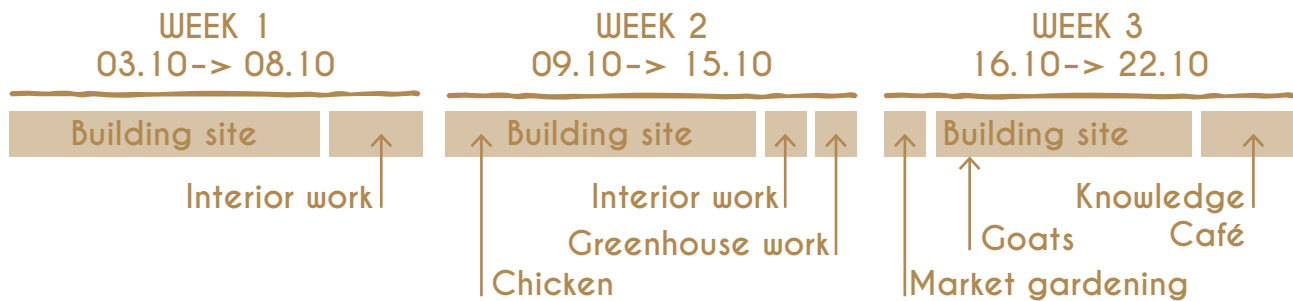 WEEK 1
03.10-> 08.10
Building site
Interior work
WEEK 2
09.10-> 15.10
Building site
Interior work
Greenhouse work
Chicken
WEEK 3
16.10-> 22.10
Building site
Knowledge
Café
Goats
Market gardening